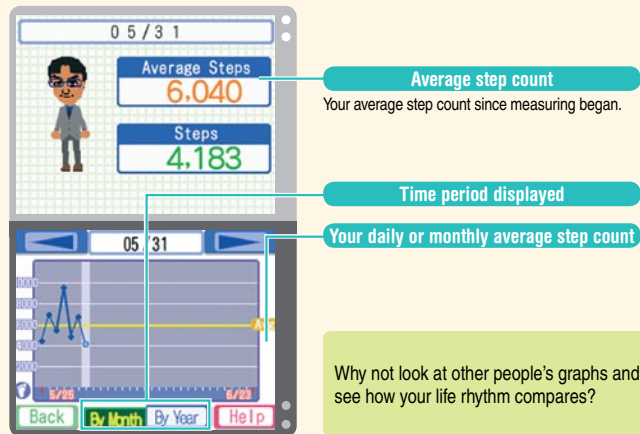 05/31
Average Steps
6,040
Steps
4,183
Average step count
Your average step count since measuring began.
Time period displayed
Your daily or monthly average step count
05/31
10000
8000
6000
4000
2000
5/25
6/23
Back
By Month
By Year
Help
Why not look at other people's graphs and
see how your life rhythm compares?